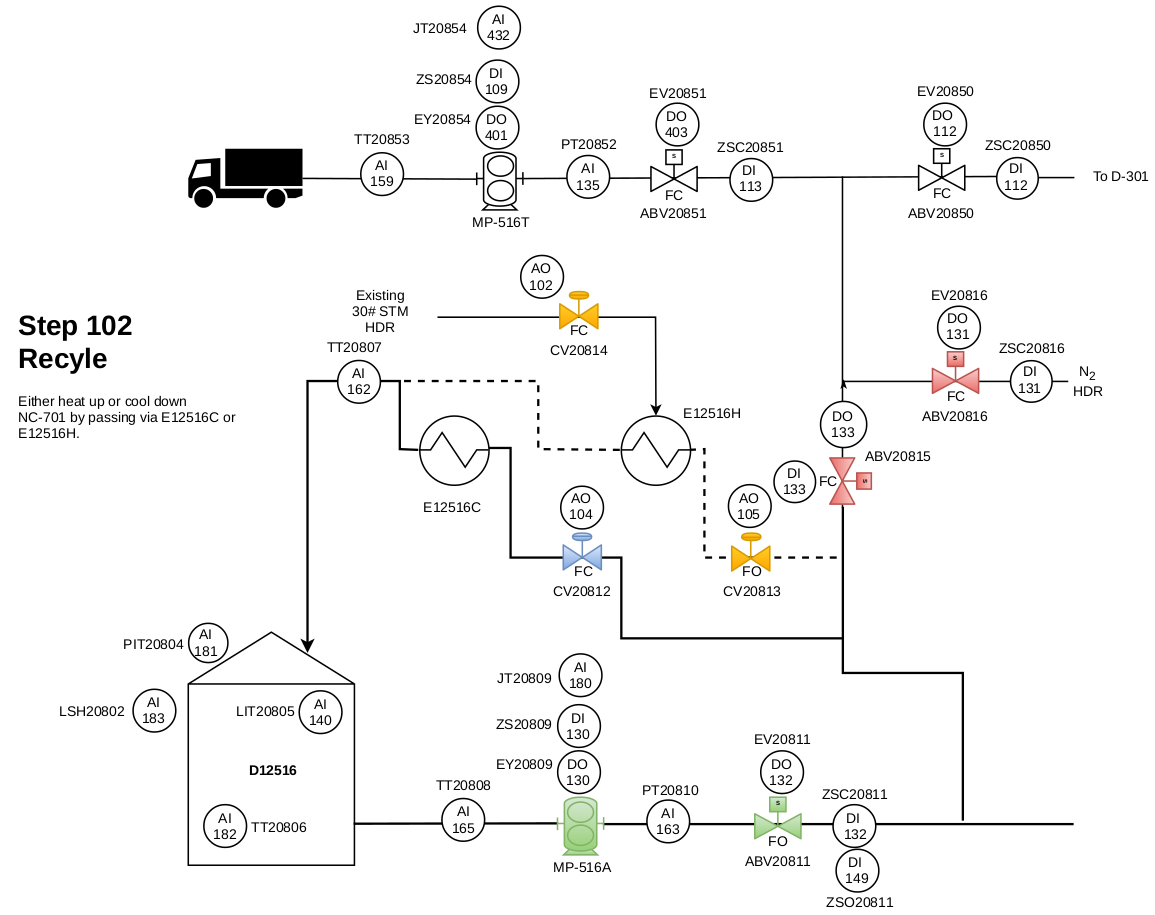 JT20854
AI
432
ZS20854
DI
109
EY20854
DO
401
TT20853
AI
159
MP-516T
PT20852
AI
135
EV20851
DO
403
S
FC
ABV20851
ZSC20851
DI
113
EV20850
DO
112
S
FC
ABV20850
ZSC20850
DI
112
To D-301
AO
102
Existing
30# STM
HDR
FC
CV20814
Step 102
Recyle
Either heat up or cool down
NC-701 by passing via E12516C or
E12516H.
TT20807
AI
162
E12516C
E12516H
EV20816
DO
131
S
FC
ABV20816
ZSC20816
DI
131
N2
HDR
DO
133
ABV20815
DI
133
FC
S
AO
104
FC
CV20812
AO
105
FO
CV20813
PIT20804
AI
181
LSH20802
AI
183
LIT20805
AI
140
D12516
AI
182
TT20806
JT20809
AI
180
ZS20809
DI
130
EY20809
DO
130
TT20808
AI
165
MP-516A
PT20810
AI
163
EV20811
DO
132
S
FO
ABV20811
ZSC20811
DI
132
DI
149
ZSO20811